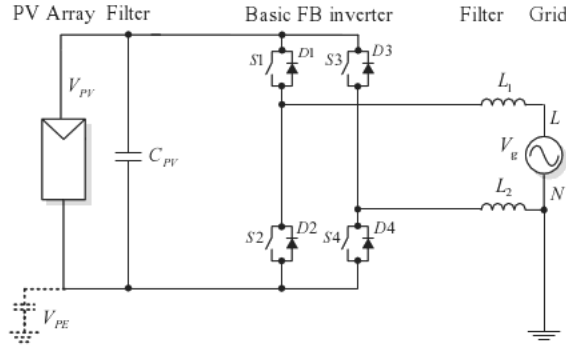 PV Array Filter Basic FB inverter Filter Grid
S1 D1 S3 D3
V_PV
L_1
L
C_PV
V_g
L_2
N
S2 D2 S4 D4
V_PE